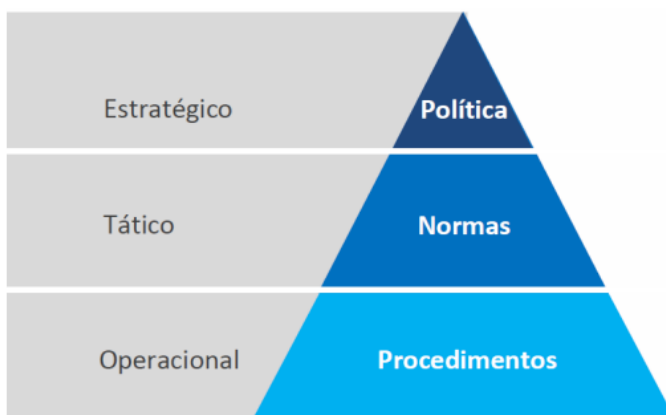 Estratégico
Política
Tático
Normas
Operacional
Procedimentos